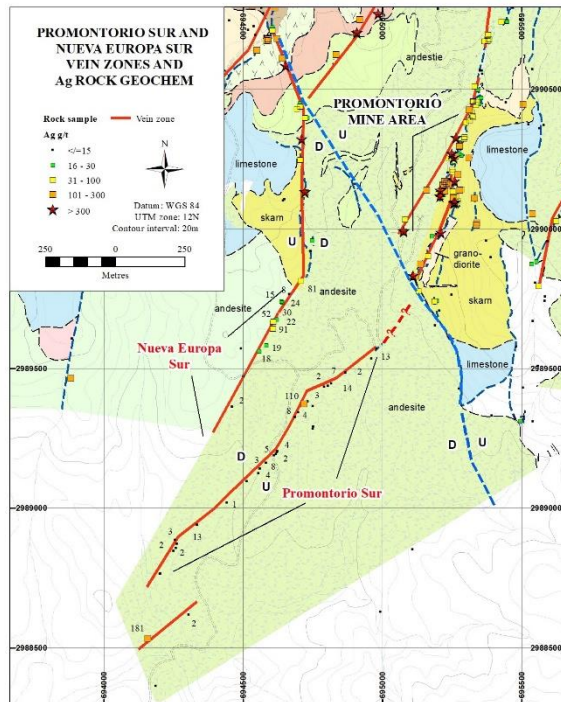 PROMONTORIO SUR AND
NUEVA EUROPA SUR
VEIN ZONES AND
Ag ROCK GEOCHEM
Rock sample
Vein zone
Ag g/t
<=15
16 - 30
31 - 100
101 - 300
> 300
N
Datum: WGS 84
UTM zone: 12N
Contour interval: 20m
250 0 250
Metres
andesite
PROMONTORIO
MINE AREA
2990500
U
D
limestone
limestone
skarn
2990000
U D
grano-
diorite
81
8
15
andesite
andesite
skarn
24
30
52
22
91
19
18
Nueva Europa
Sur
? ?
13
2989500
2989500
limestone
2 7 2
14
110
3
8 4
andesite
D
U
5 4
3 2
2 4
D
U
Promontorio Sur
1
2989000
2989000
3 13
2 2
181
2
2988500
2988500
694000
694500
695000
695500